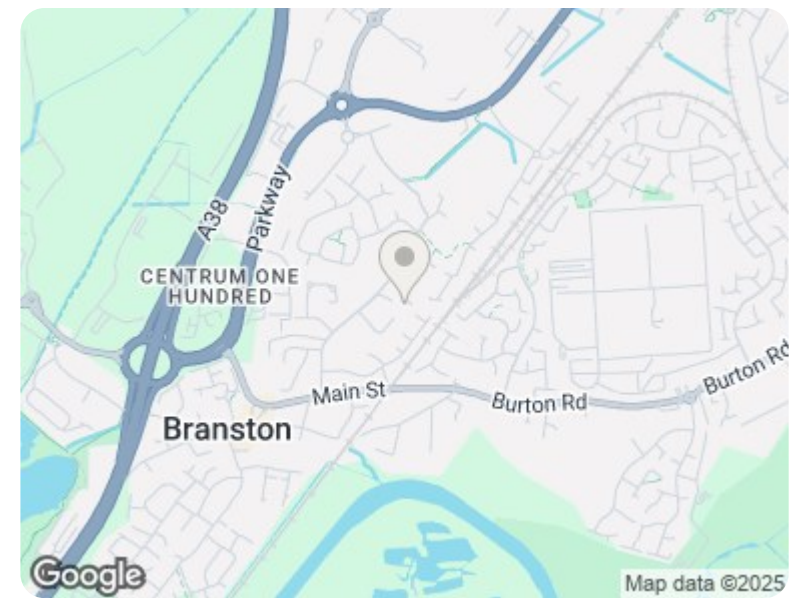 A38
Parkway
CENTRUM ONE
HUNDRED
Main St
Burton Rd
Burton Rd
Branston
Google
Map data ©2025